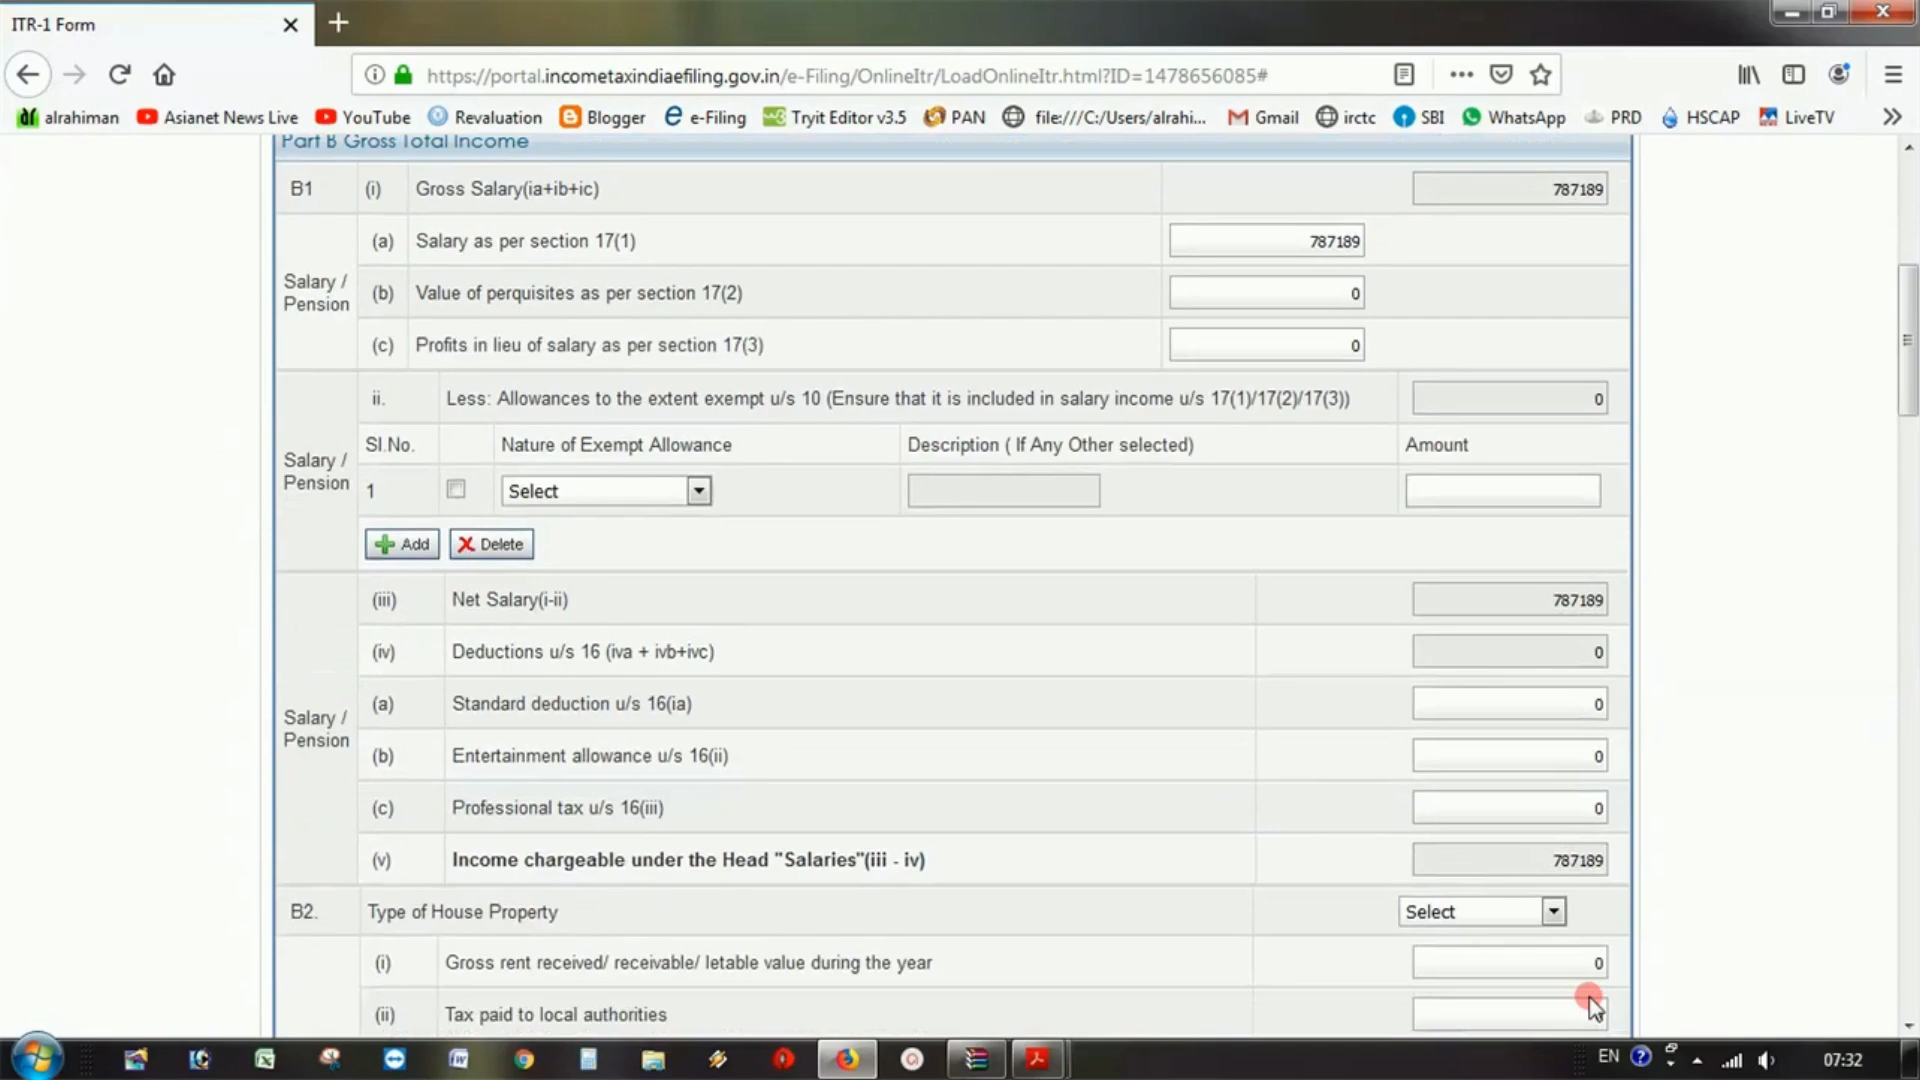 ITR-1 Form
https://portal.incometaxindiaefiling.gov.in/e-Filing/OnlineItr/LoadOnlineItr.html?ID=1478656085#
alrahiman Asianet News Live YouTube Revaluation Blogger e-Filing Tryit Editor v3.5 PAN file:///C:/Users/alrahi... Gmail irctc SBI WhatsApp PRD HSCAP LiveTV
Part B Gross Total Income
B1 (i) Gross Salary(ia+ib+ic) 787189
(a) Salary as per section 17(1) 787189
Salary / Pension
(b) Value of perquisites as per section 17(2) 0
(c) Profits in lieu of salary as per section 17(3) 0
ii. Less: Allowances to the extent exempt u/s 10 (Ensure that it is included in salary income u/s 17(1)/17(2)/17(3)) 0
Salary / Pension
Sl.No. Nature of Exempt Allowance Description ( If Any Other selected) Amount
1 Select
Add Delete
(iii) Net Salary(i-ii) 787189
(iv) Deductions u/s 16 (iva + ivb+ivc) 0
(a) Standard deduction u/s 16(ia) 0
Salary / Pension
(b) Entertainment allowance u/s 16(ii) 0
(c) Professional tax u/s 16(iii) 0
(v) Income chargeable under the Head "Salaries"(iii - iv) 787189
B2. Type of House Property Select
(i) Gross rent received/ receivable/ letable value during the year 0
(ii) Tax paid to local authorities
EN 07:32